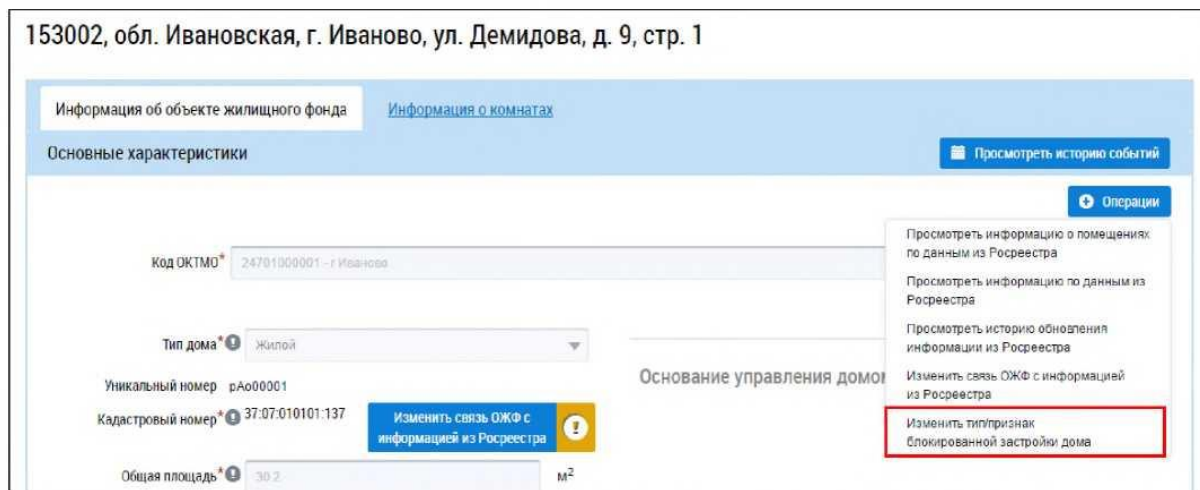 153002, обл. Ивановская, г. Иваново, ул. Демидова, д. 9, стр. 1
Информация об объекте жилищного фонда
Информация о комнатах
Основные характеристики
Просмотреть историю событий
Операции
Просмотреть информацию о помещениях
по данным из Росреестра
Просмотреть информацию по данным из
Росреестра
Просмотреть историю обновления
информации из Росреестра
Изменить связь ОЖФ с информацией
из Росреестра
Изменить тип/признак
блокированной застройки дома
Код ОКТМО* 24701000001 - г Иваново
Тип дома* Жилой
Основание управления домом
Уникальный номер рАо00001
Кадастровый номер* 37:07:010101:137
Изменить связь ОЖФ с
информацией из Росреестра
Общая площадь* 30.2 м²